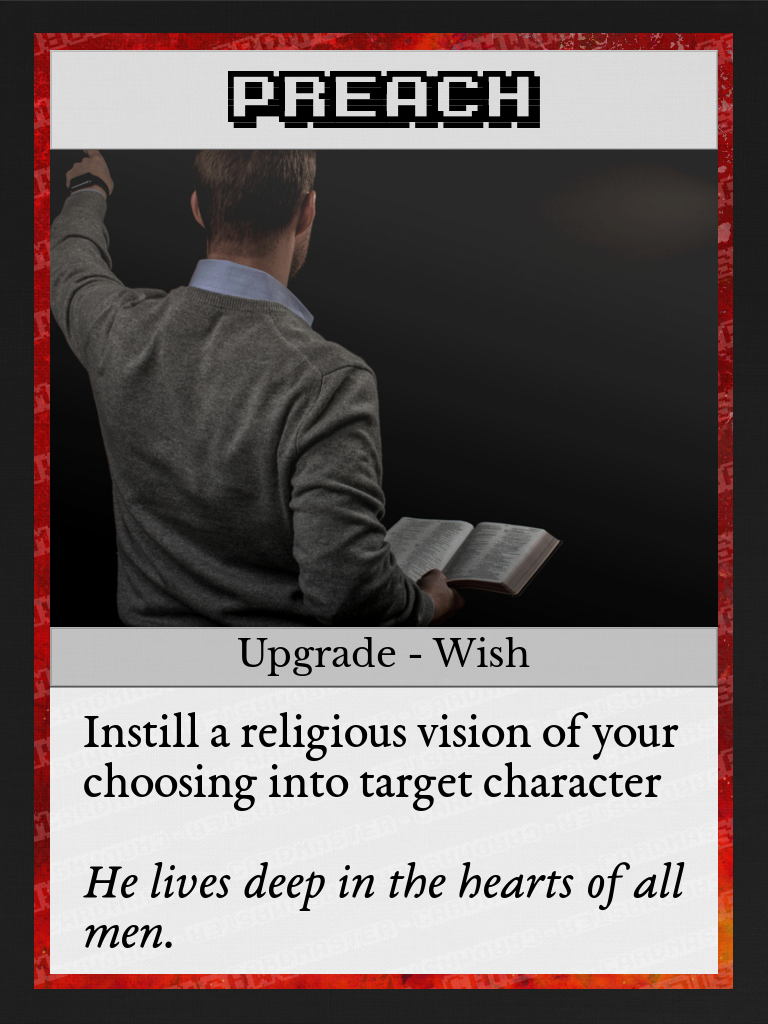 PREACH
Upgrade - Wish
Instill a religious vision of your
choosing into target character
He lives deep in the hearts of all
men.